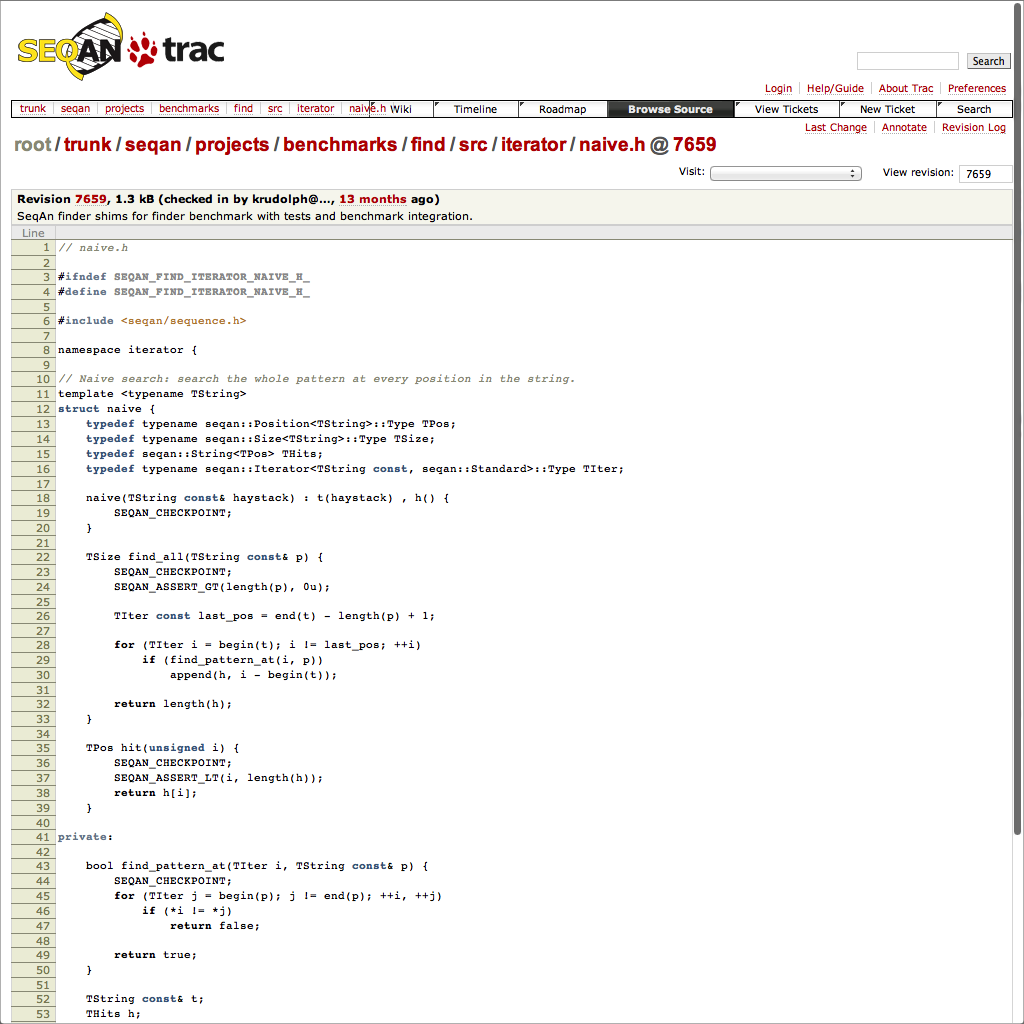 SEQAN trac
Search
Login Help/Guide About Trac Preferences
trunk seqan projects benchmarks find src iterator naive.h Wiki Timeline Roadmap Browse Source View Tickets New Ticket Search
Last Change Annotate Revision Log
root / trunk / seqan / projects / benchmarks / find / src / iterator / naive.h @ 7659
Visit: View revision: 7659
Revision 7659, 1.3 kB (checked in by krudolph@..., 13 months ago)
SeqAn finder shims for finder benchmark with tests and benchmark integration.
Line
1 // naive.h
2
3 #ifndef SEQAN_FIND_ITERATOR_NAIVE_H_
4 #define SEQAN_FIND_ITERATOR_NAIVE_H_
5
6 #include <seqan/sequence.h>
7
8 namespace iterator {
9
10 // Naive search: search the whole pattern at every position in the string.
11 template <typename TString>
12 struct naive {
13     typedef typename seqan::Position<TString>::Type TPos;
14     typedef typename seqan::Size<TString>::Type TSize;
15     typedef seqan::String<TPos> THits;
16     typedef typename seqan::Iterator<TString const, seqan::Standard>::Type TIter;
17
18     naive(TString const& haystack) : t(haystack) , h() {
19         SEQAN_CHECKPOINT;
20     }
21
22     TSize find_all(TString const& p) {
23         SEQAN_CHECKPOINT;
24         SEQAN_ASSERT_GT(length(p), 0u);
25
26         TIter const last_pos = end(t) - length(p) + 1;
27
28         for (TIter i = begin(t); i != last_pos; ++i)
29             if (find_pattern_at(i, p))
30                 append(h, i - begin(t));
31
32         return length(h);
33     }
34
35     TPos hit(unsigned i) {
36         SEQAN_CHECKPOINT;
37         SEQAN_ASSERT_LT(i, length(h));
38         return h[i];
39     }
40
41 private:
42
43     bool find_pattern_at(TIter i, TString const& p) {
44         SEQAN_CHECKPOINT;
45         for (TIter j = begin(p); j != end(p); ++i, ++j)
46             if (*i != *j)
47                 return false;
48
49         return true;
50     }
51
52     TString const& t;
53     THits h;